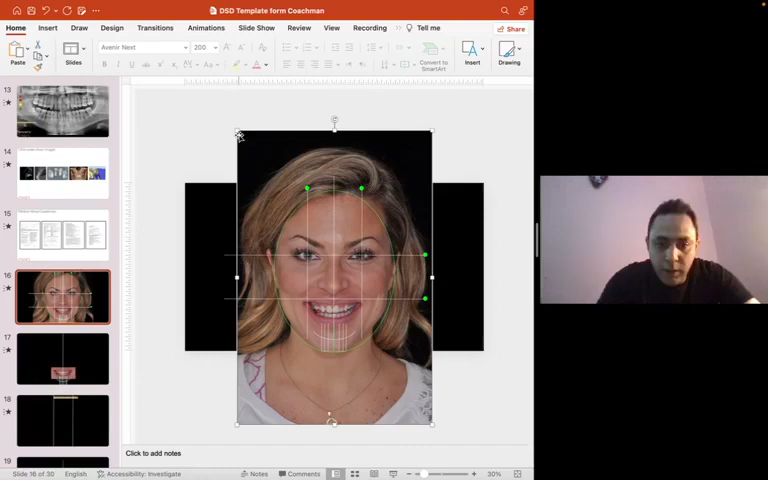 DSD Template form Coachman
Home Insert Draw Design Transitions Animations Slide Show Review View Recording Tell me Share
Paste Slides Avenir Next 200 Convert to SmartArt Insert Drawing
13
14
15
16
17
18
19
Click to add notes
Slide 16 of 30 English Accessibility: Investigate Notes Comments 30%